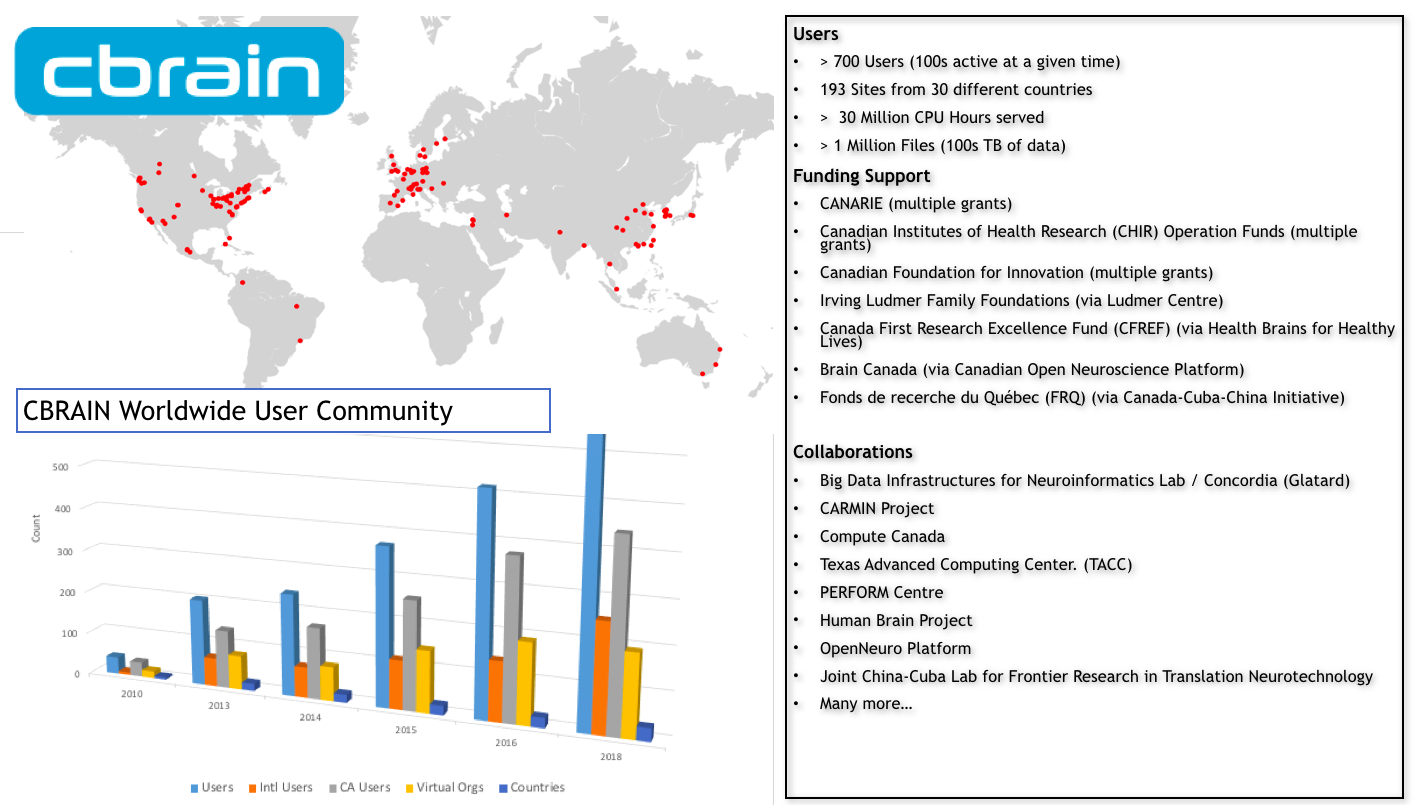 cbrain
CBRAIN Worldwide User Community
500
400
300
200
100
0
Count
2010
2013
2014
2015
2016
2018
Users
Intl Users
CA Users
Virtual Orgs
Countries
Users
• > 700 Users (100s active at a given time)
• 193 Sites from 30 different countries
• > 30 Million CPU Hours served
• > 1 Million Files (100s TB of data)
Funding Support
• CANARIE (multiple grants)
• Canadian Institutes of Health Research (CHIR) Operation Funds (multiple
grants)
• Canadian Foundation for Innovation (multiple grants)
• Irving Ludmer Family Foundations (via Ludmer Centre)
• Canada First Research Excellence Fund (CFREF) (via Health Brains for Healthy
Lives)
• Brain Canada (via Canadian Open Neuroscience Platform)
• Fonds de recerche du Québec (FRQ) (via Canada-Cuba-China Initiative)
Collaborations
• Big Data Infrastructures for Neuroinformatics Lab / Concordia (Glatard)
• CARMIN Project
• Compute Canada
• Texas Advanced Computing Center. (TACC)
• PERFORM Centre
• Human Brain Project
• OpenNeuro Platform
• Joint China-Cuba Lab for Frontier Research in Translation Neurotechnology
• Many more…